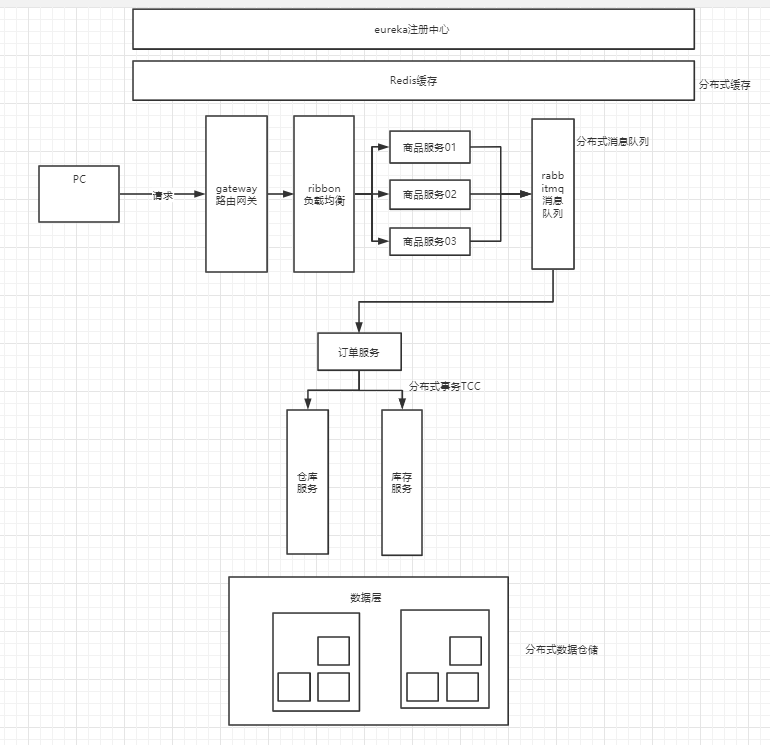 eureka注册中心
Redis缓存
分布式缓存
分布式消息队列
PC
请求
gateway
路由网关
ribbon
负载均衡
商品服务01
商品服务02
商品服务03
rabb
itmq
消息
队列
订单服务
分布式事务TCC
仓库
服务
库存
服务
数据层
分布式数据仓储